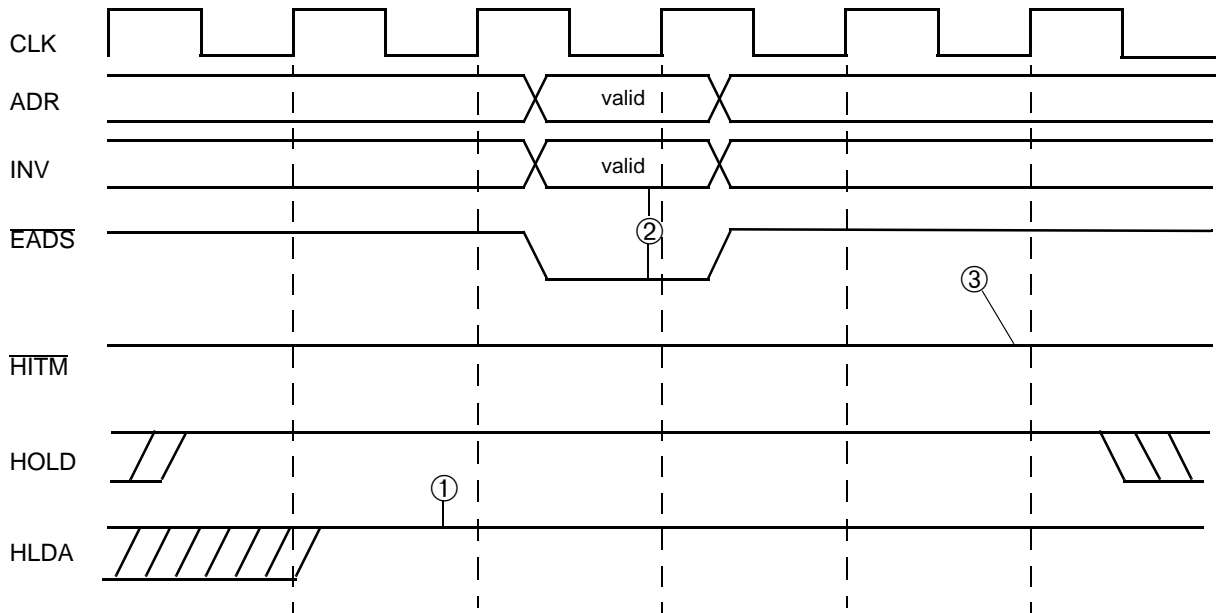 CLK
ADR
valid
INV
valid
EADS
②
③
HITM
HOLD
①
HLDA